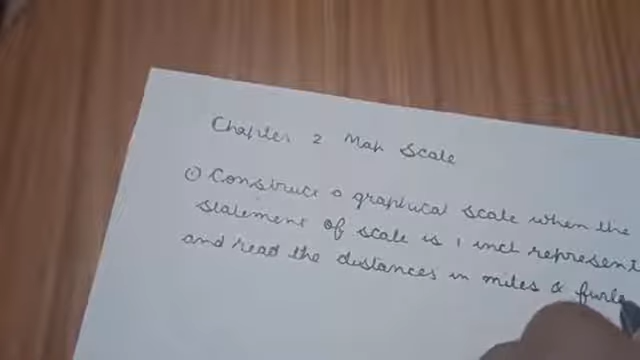 Chapter 2 Map Scale
① Construct a graphical scale when the
statement of scale is 1 inch represent
and read the distances in miles & furl